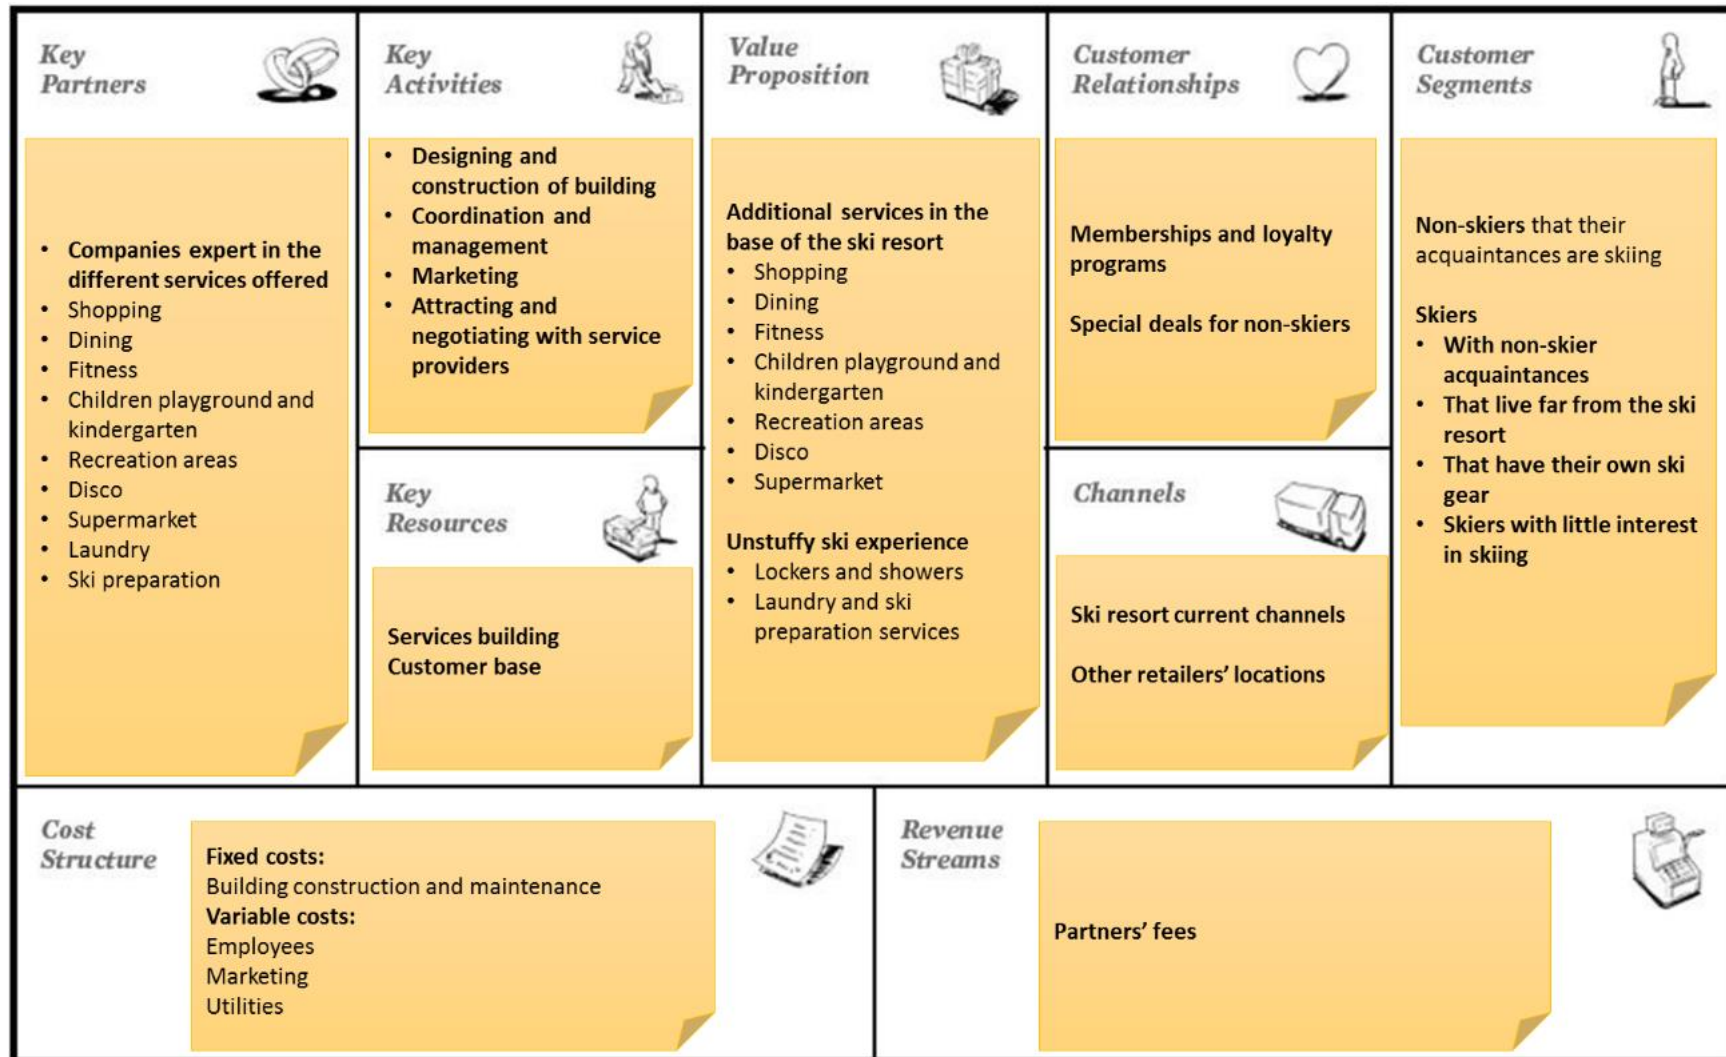 Key
Partners
• Companies expert in the
different services offered
• Shopping
• Dining
• Fitness
• Children playground and
kindergarten
• Recreation areas
• Disco
• Supermarket
• Laundry
• Ski preparation
Key
Activities
• Designing and
construction of building
• Coordination and
management
• Marketing
• Attracting and
negotiating with service
providers
Key
Resources
Services building
Customer base
Value
Proposition
Additional services in the
base of the ski resort
• Shopping
• Dining
• Fitness
• Children playground and
kindergarten
• Recreation areas
• Disco
• Supermarket
Unstuffy ski experience
• Lockers and showers
• Laundry and ski
preparation services
Customer
Relationships
Memberships and loyalty
programs
Special deals for non-skiers
Channels
Ski resort current channels
Other retailers’ locations
Customer
Segments
Non-skiers that their
acquaintances are skiing
Skiers
• With non-skier
acquaintances
• That live far from the ski
resort
• That have their own ski
gear
• Skiers with little interest
in skiing
Cost
Structure
Fixed costs:
Building construction and maintenance
Variable costs:
Employees
Marketing
Utilities
Revenue
Streams
Partners’ fees